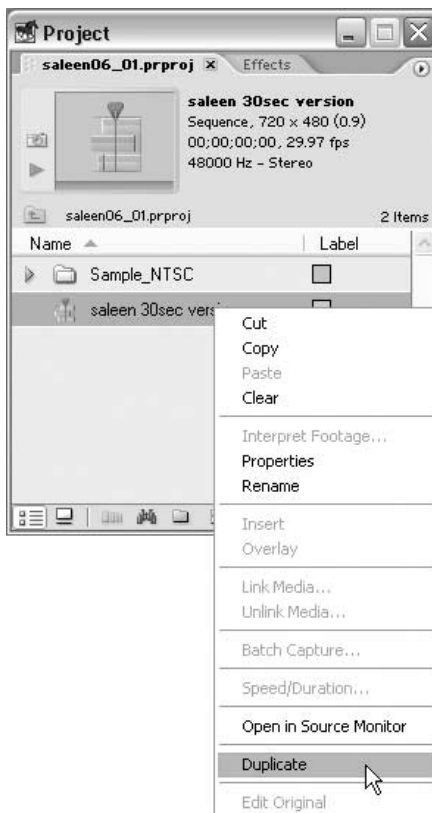 Project
saleen06_01.prproj × Effects
saleen 30sec version
Sequence, 720 x 480 (0.9)
00;00;00;00, 29.97 fps
48000 Hz - Stereo
saleen06_01.prproj 2 Items
Name Label
Sample_NTSC
saleen 30sec
Cut
Copy
Paste
Clear
Interpret Footage...
Properties
Rename
Insert
Overlay
Link Media...
Unlink Media...
Batch Capture...
Speed/Duration...
Open in Source Monitor
Duplicate
Edit Original